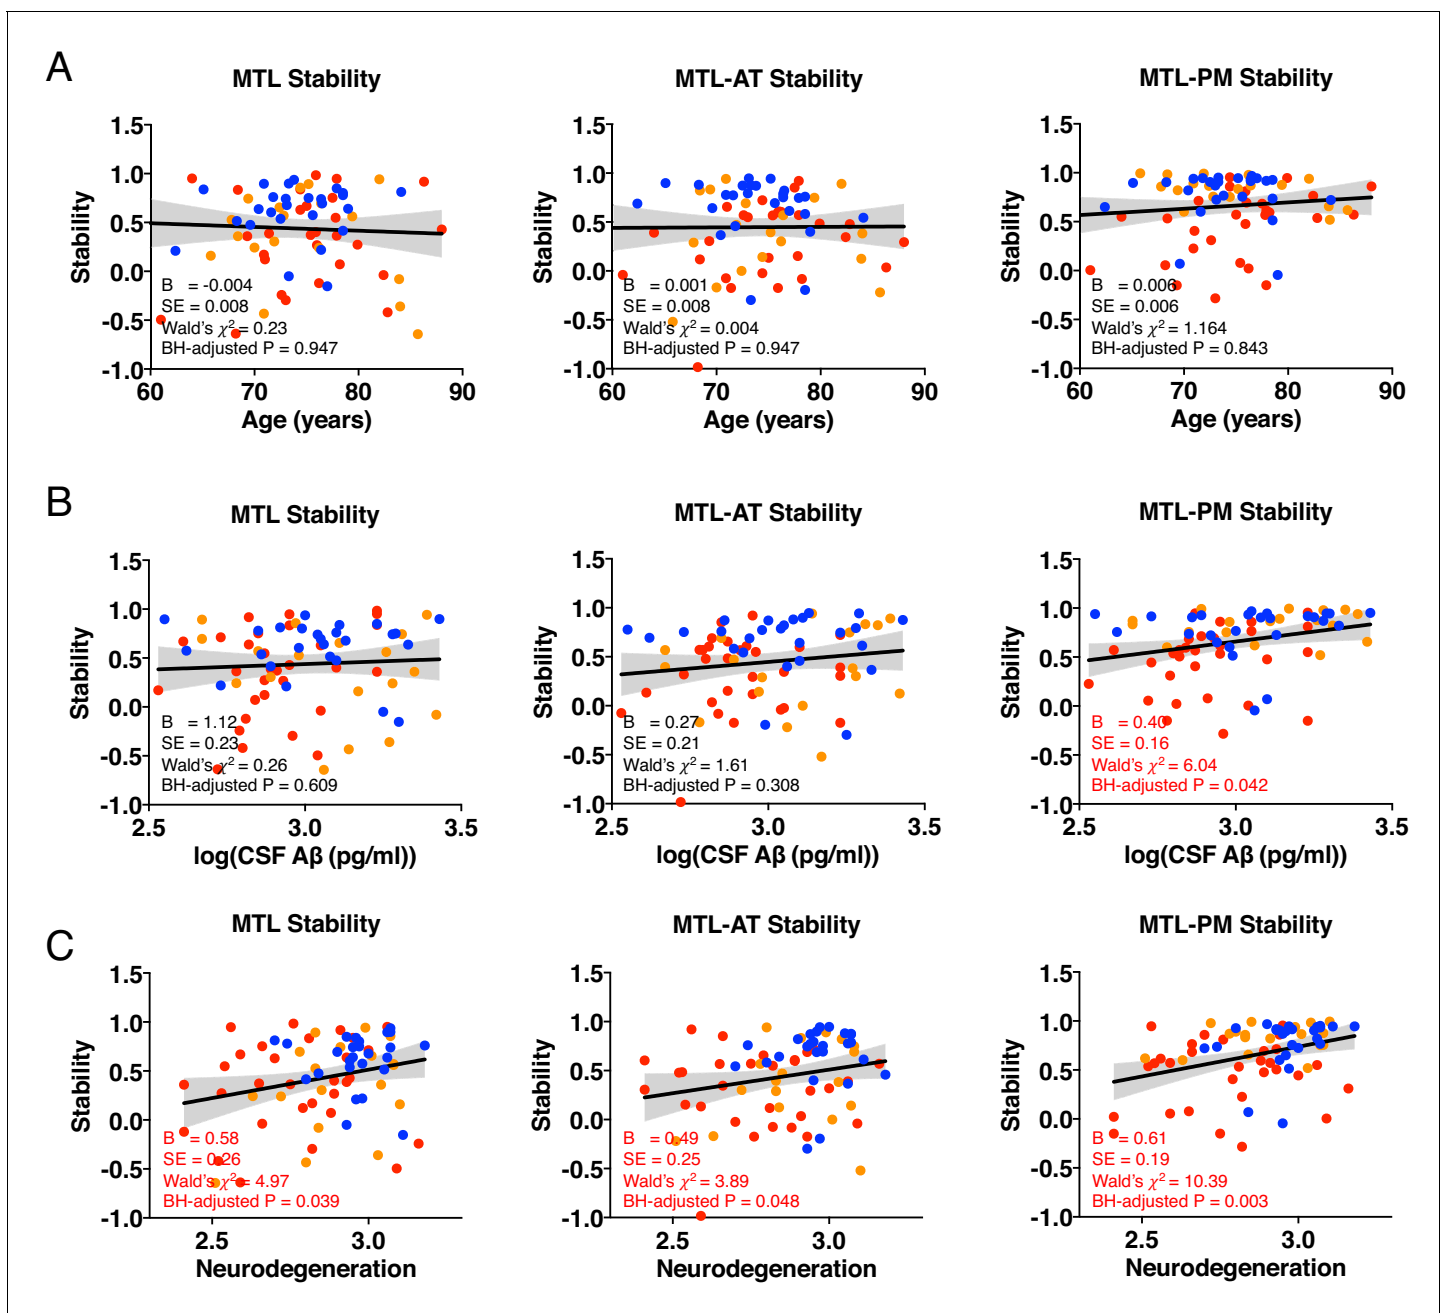 A
MTL Stability
MTL-AT Stability
MTL-PM Stability
Stability
1.5
1.0
0.5
0.0
-0.5
-1.0
B = -0.004
SE = 0.008
Wald's χ² = 0.23
BH-adjusted P = 0.947
60 70 80 90
Age (years)
Stability
1.5
1.0
0.5
0.0
-0.5
-1.0
B = 0.001
SE = 0.008
Wald's χ² = 0.004
BH-adjusted P = 0.947
60 70 80 90
Age (years)
Stability
1.5
1.0
0.5
0.0
-0.5
-1.0
B = 0.006
SE = 0.006
Wald's χ² = 1.164
BH-adjusted P = 0.843
60 70 80 90
Age (years)
B
MTL Stability
MTL-AT Stability
MTL-PM Stability
Stability
1.5
1.0
0.5
0.0
-0.5
-1.0
B = 1.12
SE = 0.23
Wald's χ² = 0.26
BH-adjusted P = 0.609
2.5 3.0 3.5
log(CSF Aβ (pg/ml))
Stability
1.5
1.0
0.5
0.0
-0.5
-1.0
B = 0.27
SE = 0.21
Wald's χ² = 1.61
BH-adjusted P = 0.308
2.5 3.0 3.5
log(CSF Aβ (pg/ml))
Stability
1.5
1.0
0.5
0.0
-0.5
-1.0
B = 0.40
SE = 0.16
Wald's χ² = 6.04
BH-adjusted P = 0.042
2.5 3.0 3.5
log(CSF Aβ (pg/ml))
C
MTL Stability
MTL-AT Stability
MTL-PM Stability
Stability
1.5
1.0
0.5
0.0
-0.5
-1.0
B = 0.58
SE = 0.26
Wald's χ² = 4.97
BH-adjusted P = 0.039
2.5 3.0
Neurodegeneration
Stability
1.5
1.0
0.5
0.0
-0.5
-1.0
B = 0.49
SE = 0.25
Wald's χ² = 3.89
BH-adjusted P = 0.048
2.5 3.0
Neurodegeneration
Stability
1.5
1.0
0.5
0.0
-0.5
-1.0
B = 0.61
SE = 0.19
Wald's χ² = 10.39
BH-adjusted P = 0.003
2.5 3.0
Neurodegeneration